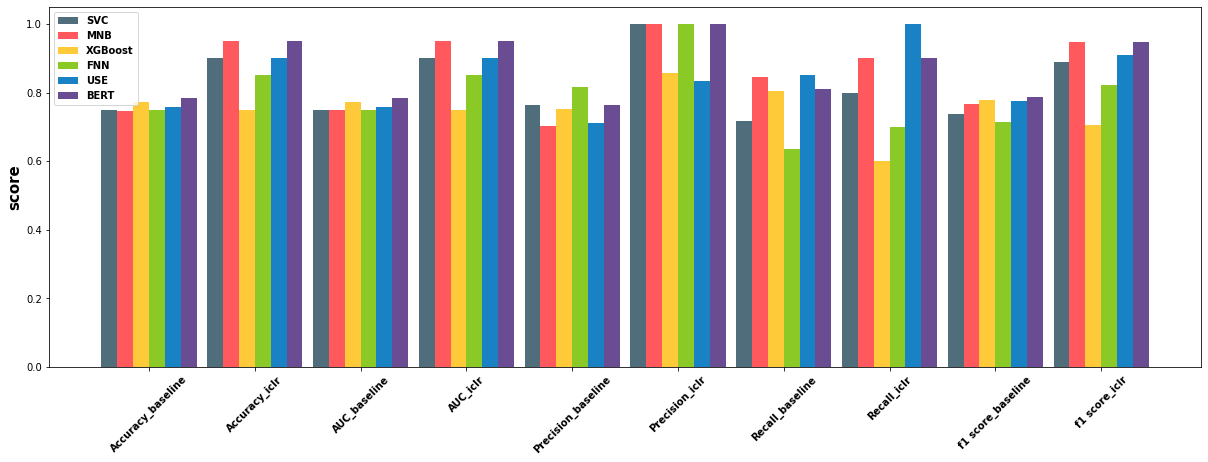 SVC
MNB
XGBoost
FNN
USE
BERT
score
1.0
0.8
0.6
0.4
0.2
0.0
Accuracy_baseline
Accuracy_iclr
AUC_baseline
AUC_iclr
Precision_baseline
Precision_iclr
Recall_baseline
Recall_iclr
f1 score_baseline
f1 score_iclr